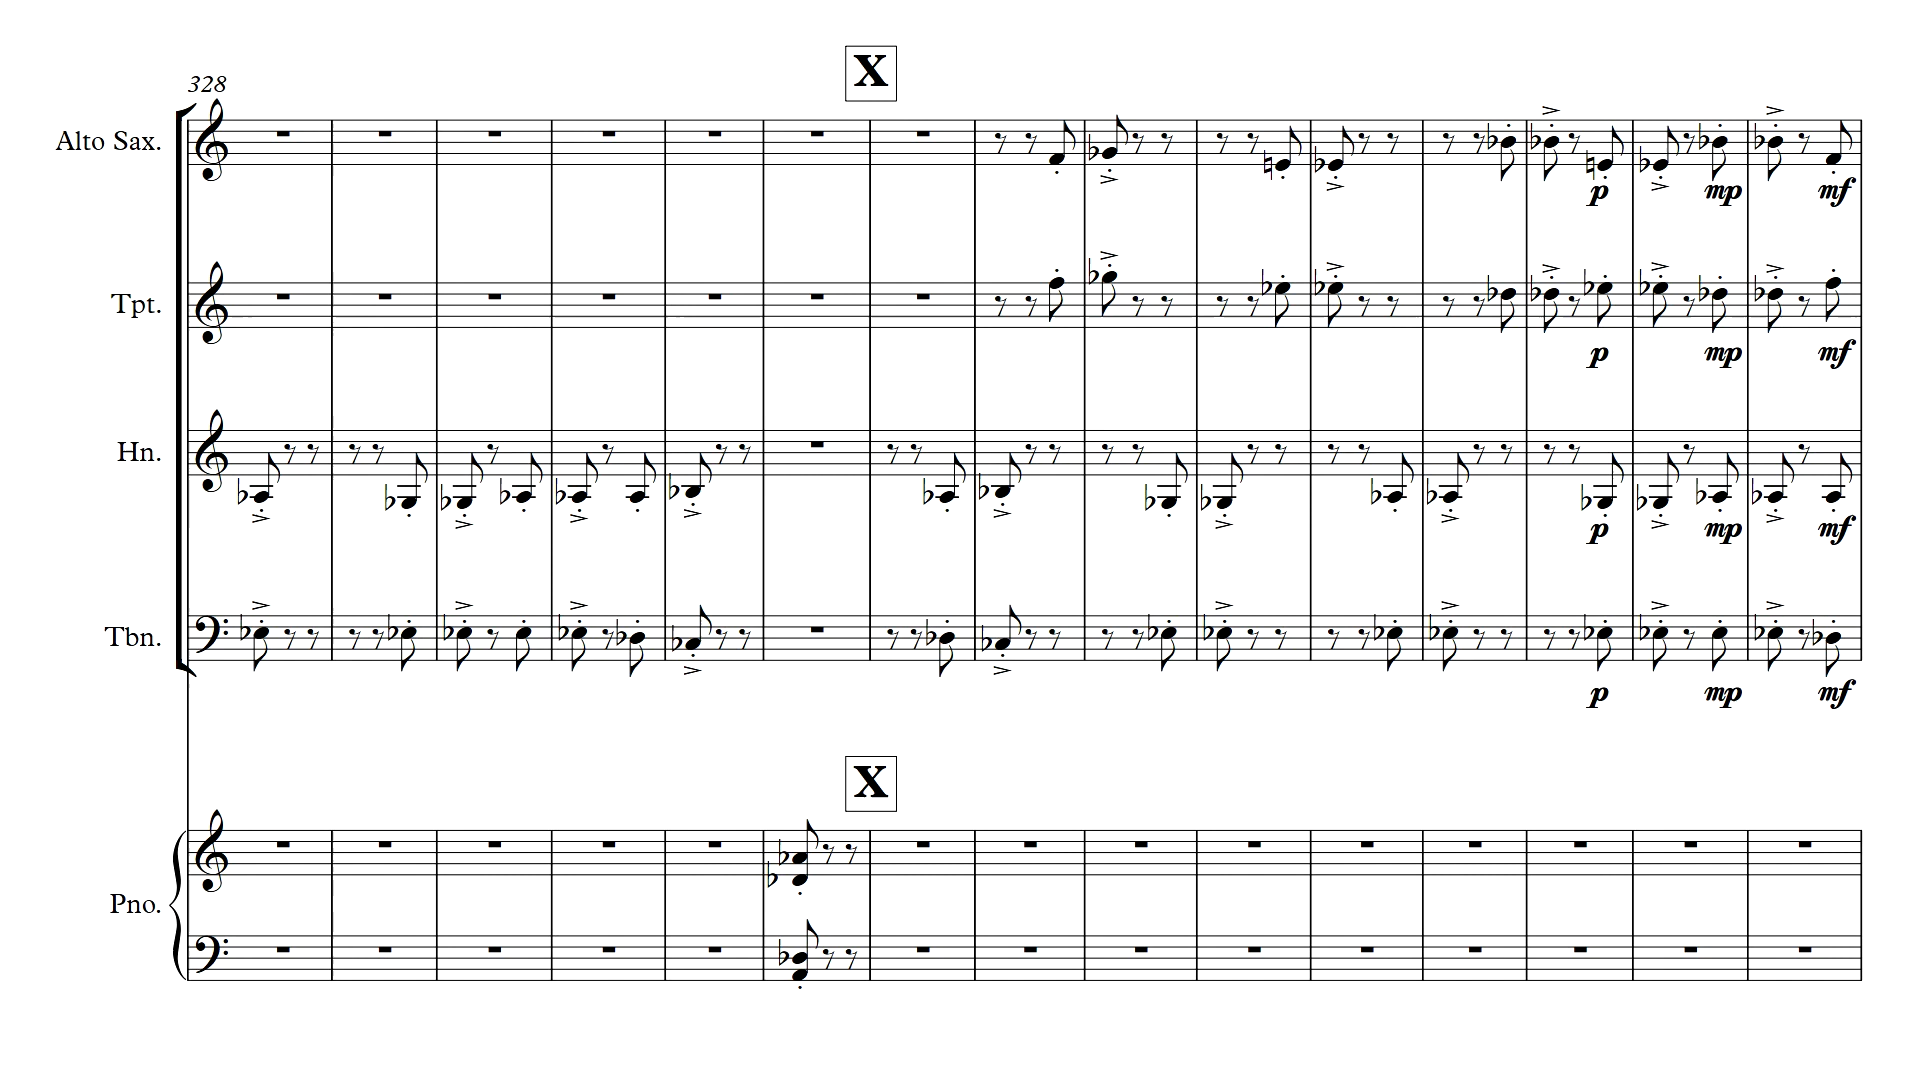 X
328
Alto Sax.
Tpt.
Hn.
Tbn.
p mp mf
p mp mf
p mp mf
p mp mf
X
Pno.